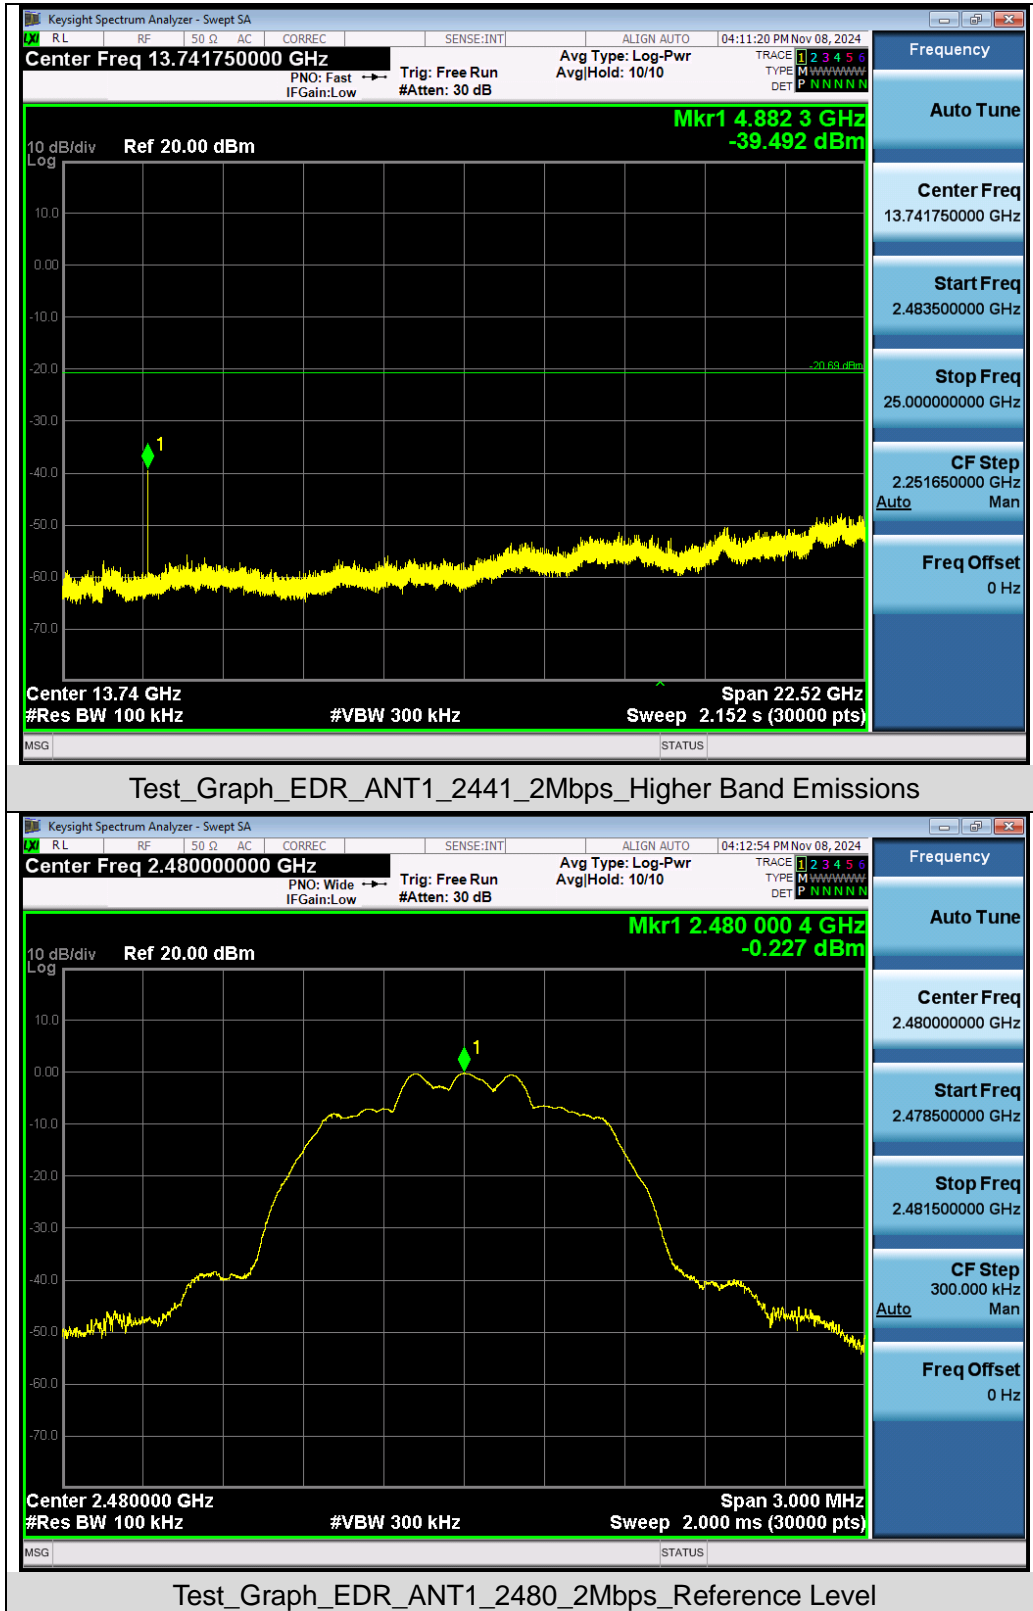 Keysight Spectrum Analyzer - Swept SA
LXI RL RF 50 Ω AC CORREC SENSE:INT ALIGN AUTO 04:11:20 PM Nov 08, 2024
Center Freq 13.741750000 GHz
PNO: Fast
IFGain:Low
Trig: Free Run
#Atten: 30 dB
Avg Type: Log-Pwr
Avg|Hold: 10/10
TRACE 1 2 3 4 5 6
TYPE M WWWWW
DET P N N N N N
Mkr1 4.882 3 GHz
-39.492 dBm
10 dB/div Ref 20.00 dBm
Log
10.0
0.00
-10.0
-20.0
-20.69 dBm
-30.0
1
-40.0
-50.0
-60.0
-70.0
Center 13.74 GHz Span 22.52 GHz
#Res BW 100 kHz #VBW 300 kHz Sweep 2.152 s (30000 pts)
MSG STATUS
Frequency
Auto Tune
Center Freq
13.741750000 GHz
Start Freq
2.483500000 GHz
Stop Freq
25.000000000 GHz
CF Step
2.251650000 GHz
Auto Man
Freq Offset
0 Hz
Test_Graph_EDR_ANT1_2441_2Mbps_Higher Band Emissions
Keysight Spectrum Analyzer - Swept SA
LXI RL RF 50 Ω AC CORREC SENSE:INT ALIGN AUTO 04:12:54 PM Nov 08, 2024
Center Freq 2.480000000 GHz
PNO: Wide
IFGain:Low
Trig: Free Run
#Atten: 30 dB
Avg Type: Log-Pwr
Avg|Hold: 10/10
TRACE 1 2 3 4 5 6
TYPE M WWWWW
DET P N N N N N
Mkr1 2.480 000 4 GHz
-0.227 dBm
10 dB/div Ref 20.00 dBm
Log
10.0
1
0.00
-10.0
-20.0
-30.0
-40.0
-50.0
-60.0
-70.0
Center 2.480000 GHz Span 3.000 MHz
#Res BW 100 kHz #VBW 300 kHz Sweep 2.000 ms (30000 pts)
MSG STATUS
Frequency
Auto Tune
Center Freq
2.480000000 GHz
Start Freq
2.478500000 GHz
Stop Freq
2.481500000 GHz
CF Step
300.000 kHz
Auto Man
Freq Offset
0 Hz
Test_Graph_EDR_ANT1_2480_2Mbps_Reference Level